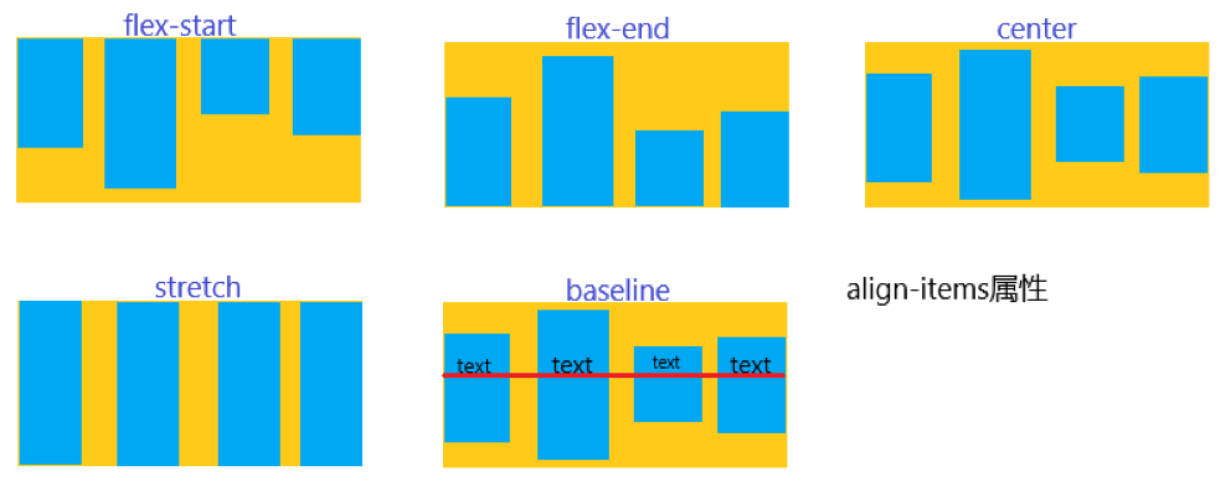 flex-start
flex-end
center
stretch
baseline
align-items属性
text
text
text
text